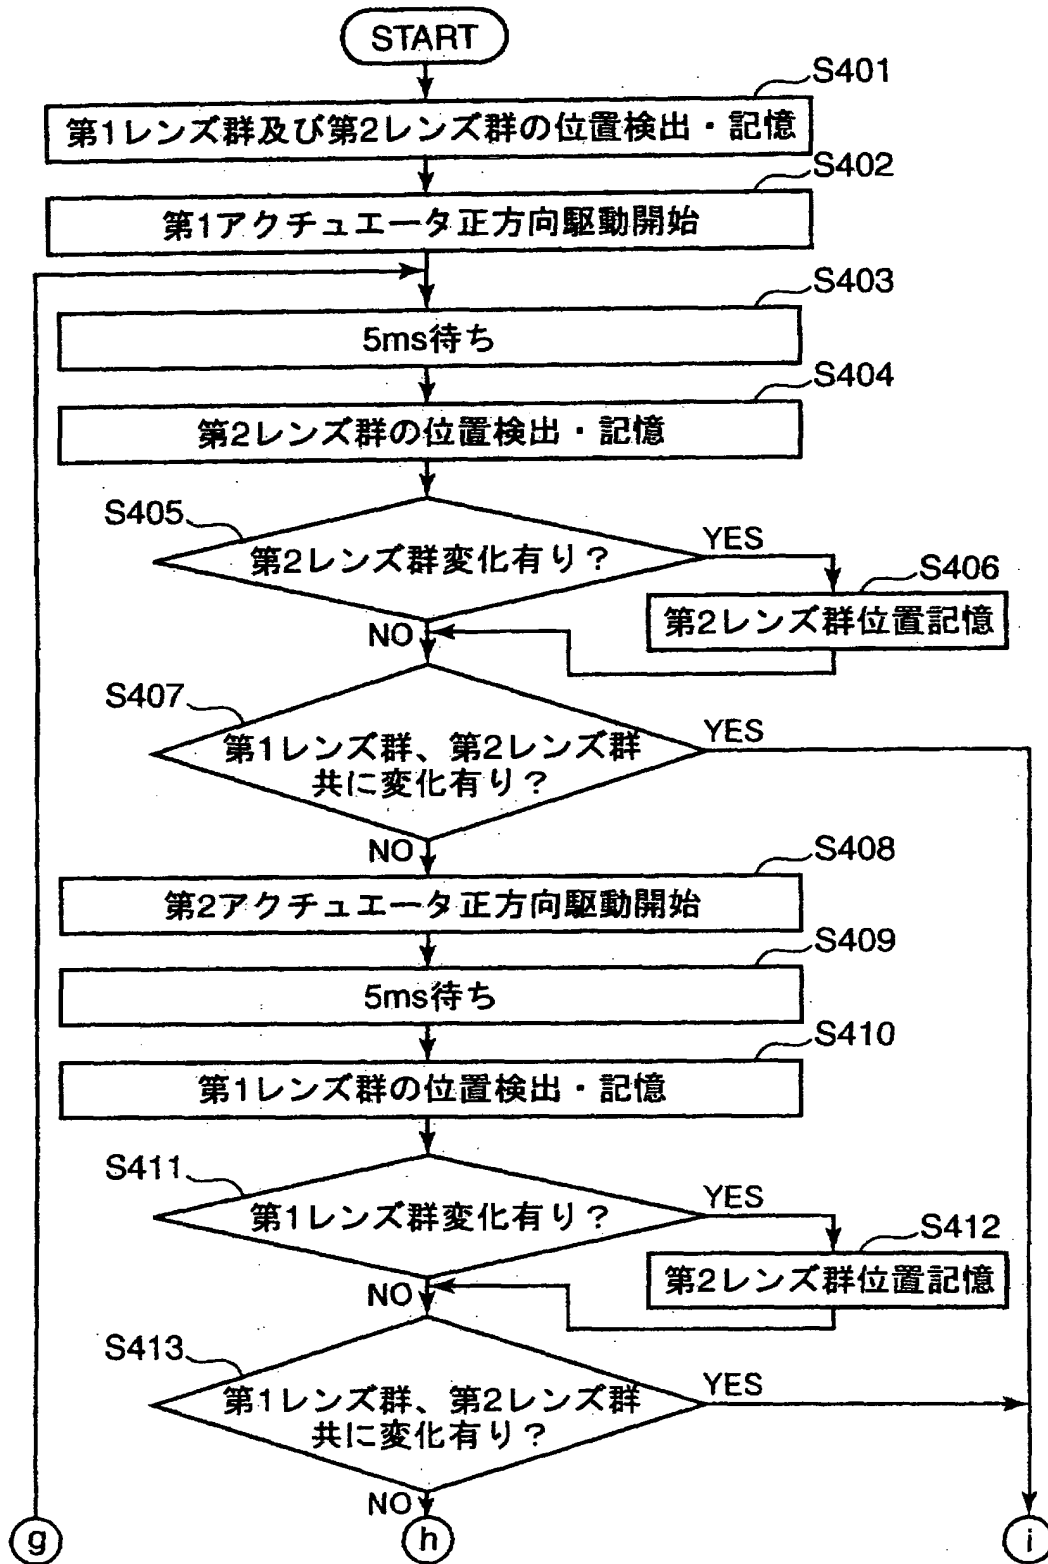 START
S401
第1レンズ群及び第2レンズ群の位置検出・記憶
S402
第1アクチュエータ正方向駆動開始
S403
5ms待ち
S404
第2レンズ群の位置検出・記憶
S405
第2レンズ群変化有り?
YES
S406
第2レンズ群位置記憶
NO
S407
第1レンズ群、第2レンズ群
共に変化有り?
YES
NO
S408
第2アクチュエータ正方向駆動開始
S409
5ms待ち
S410
第1レンズ群の位置検出・記憶
S411
第1レンズ群変化有り?
YES
S412
第2レンズ群位置記憶
NO
S413
第1レンズ群、第2レンズ群
共に変化有り?
YES
NO
g
h
i